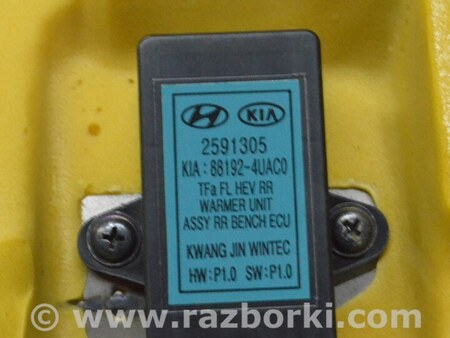 HYUNDAI KIA
2591305
KIA : 88192-4UAC0
TFa FL HEV RR
WARMER UNIT
ASSY RR BENCH ECU
KWANG JIN WINTEC
HW:P1.0 SW:P1.0
© www.razborki.com